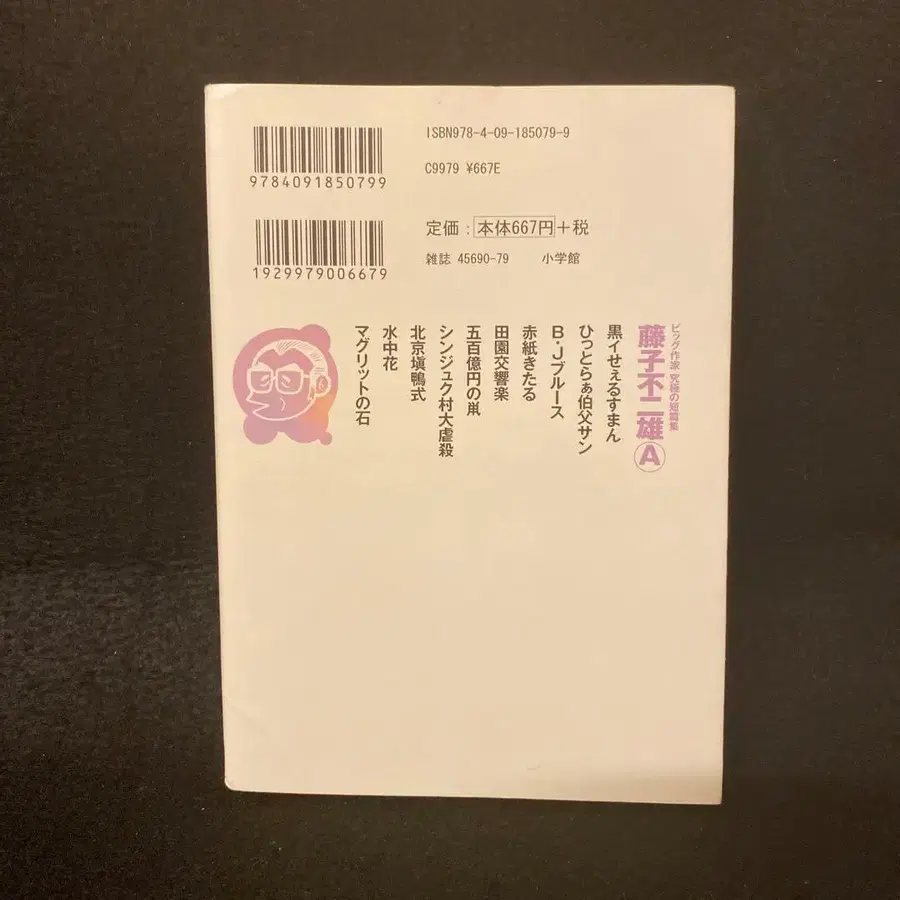 ISBN978-4-09-185079-9
9784091850799
C9979 ¥667E
定価：本体667円+税
1929979006679
雑誌 45690-79 小学館
ビッグ作家 究極の短篇集
藤子不二雄Ⓐ
黒イせぇるすまん
ひっとらぁ伯父サン
B・Jブルース
赤紙きたる
田園交響楽
五百億円の鼡
シンジュク村大虐殺
北京塡鴨式
水中花
マグリットの石